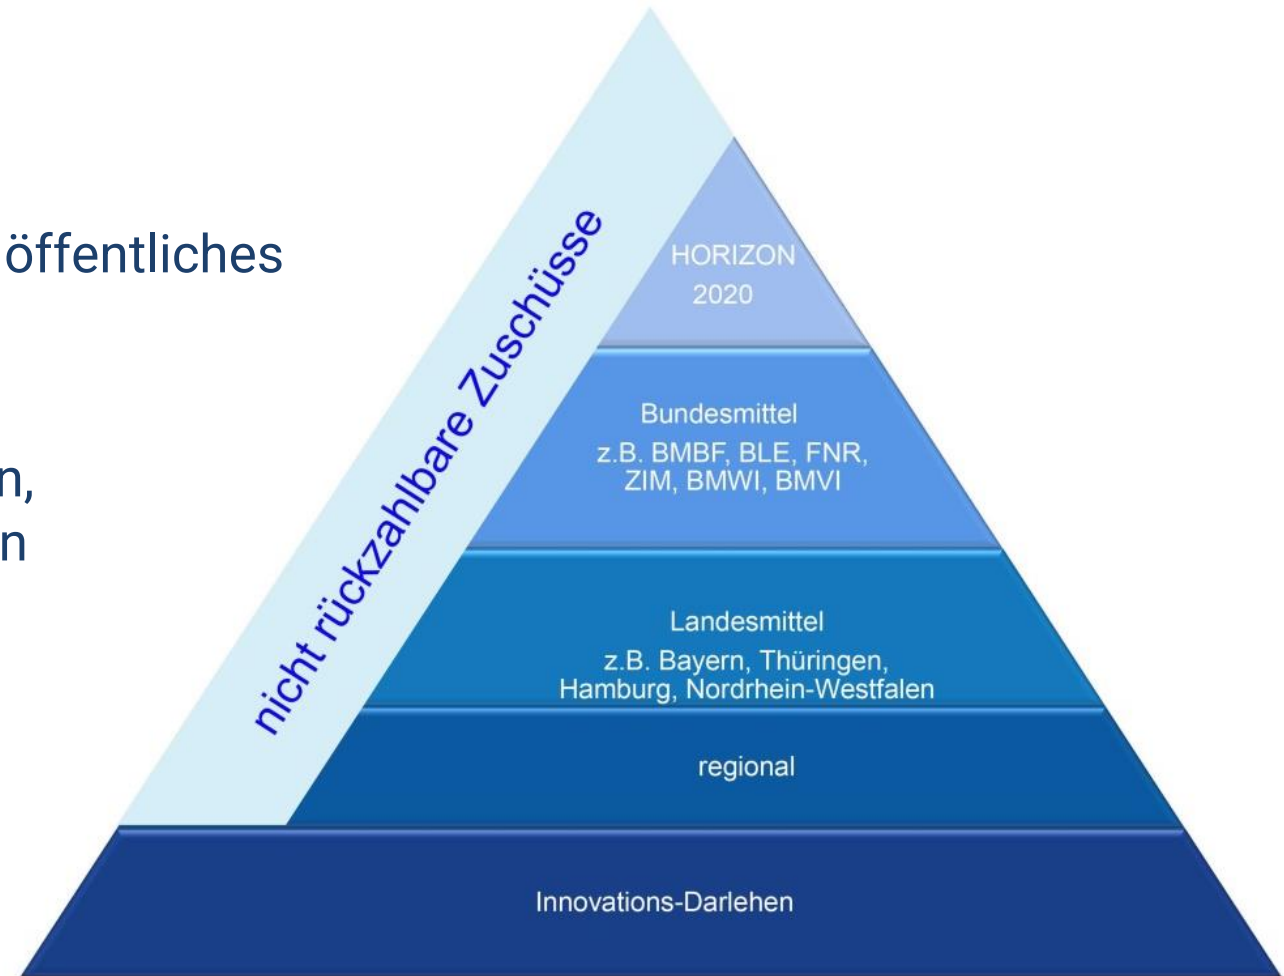 öffentliches
n,
n
nicht rückzahlbare Zuschüsse
HORIZON
2020
Bundesmittel
z.B. BMBF, BLE, FNR,
ZIM, BMWI, BMVI
Landesmittel
z.B. Bayern, Thüringen,
Hamburg, Nordrhein-Westfalen
regional
Innovations-Darlehen